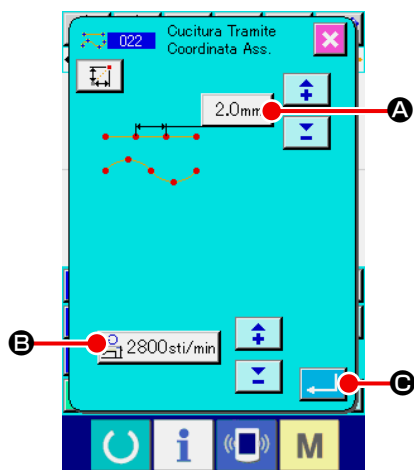 022
Cucitura Tramite
Coordinata Ass.
2.0mm
A
2800sti/min
B
C
i
M